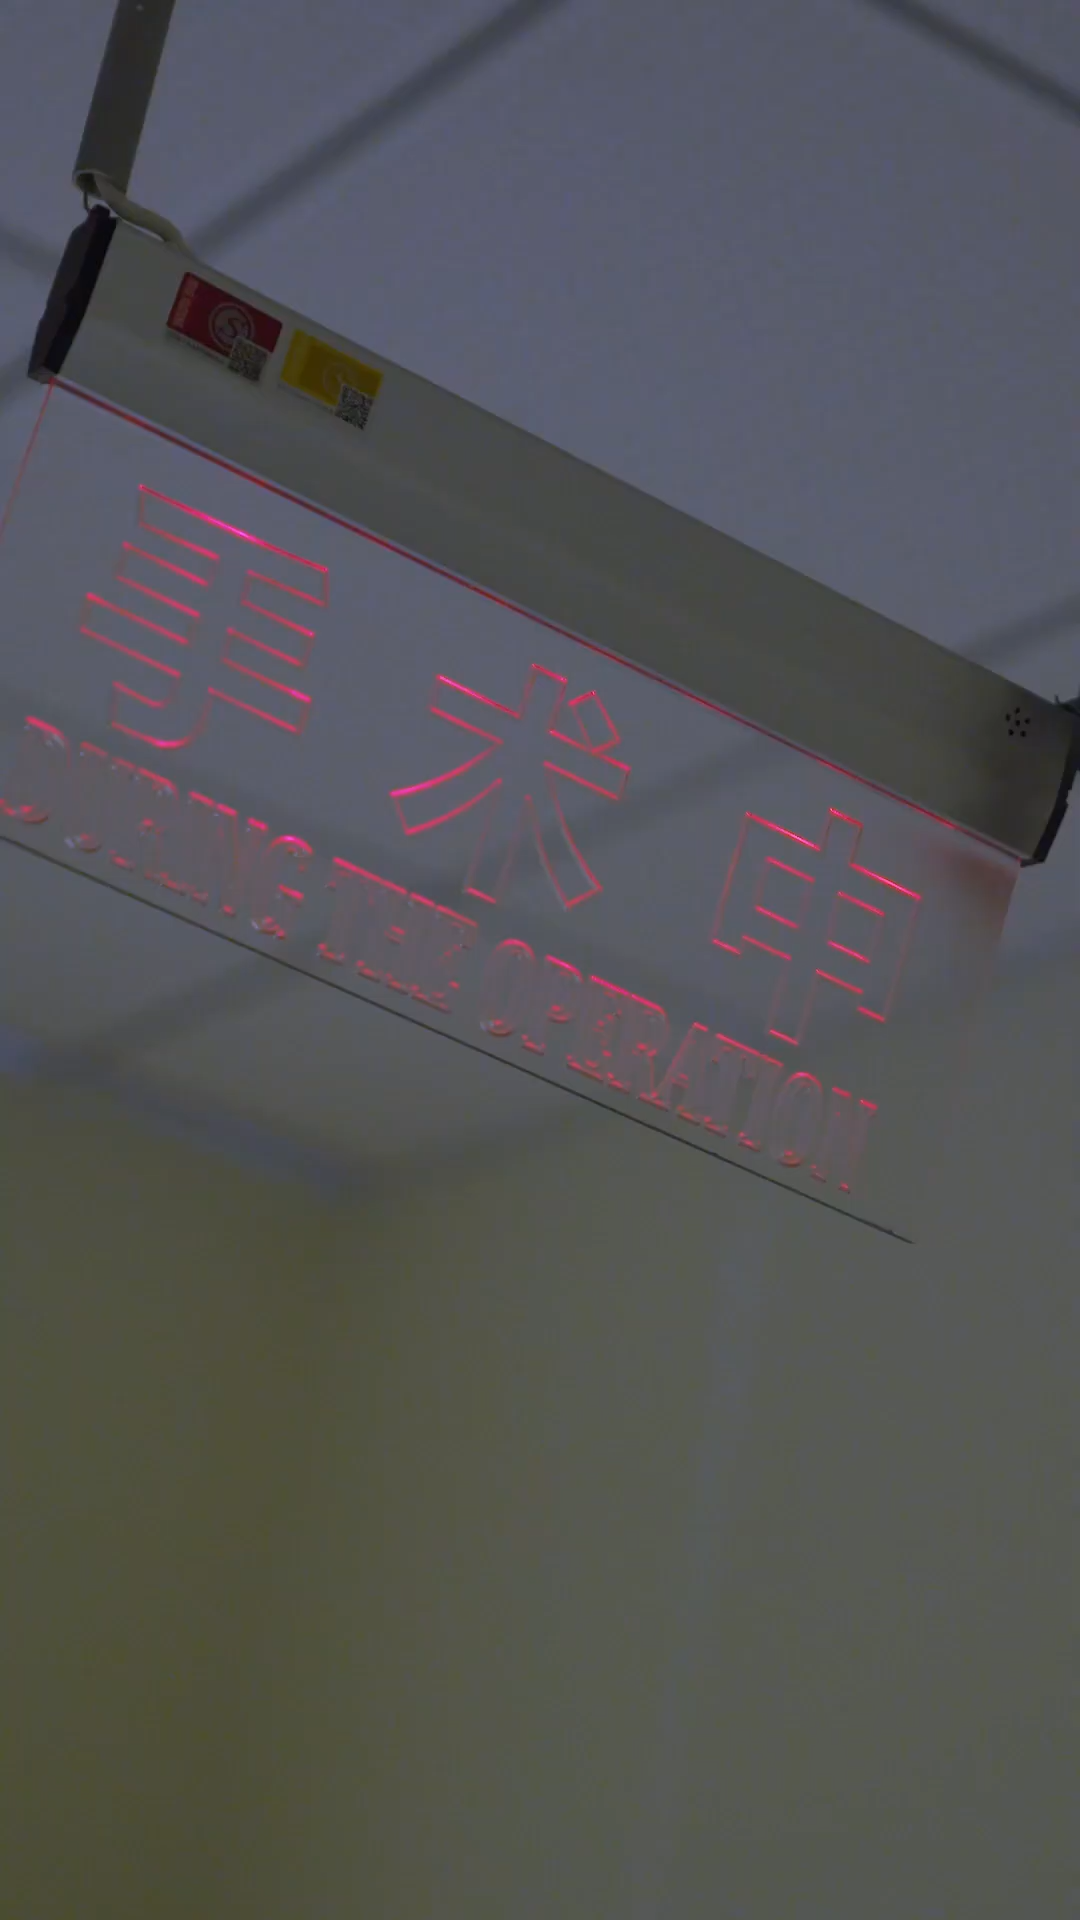 手术中
DURING THE OPERATION